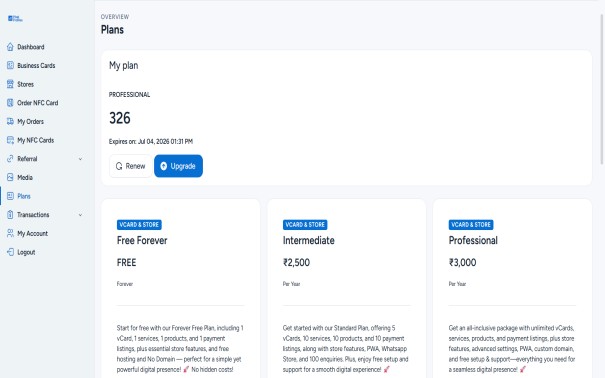 OVERVIEW
Plans
Dashboard
Business Cards
Stores
Order NFC Card
My Orders
My NFC Cards
Referral
Media
Plans
Transactions
My Account
Logout
My plan
PROFESSIONAL
326
Expires on: Jul 04, 2026 01:31 PM
Renew
Upgrade
VCARD & STORE
Free Forever
FREE
Forever
Start for free with our Forever Free Plan, including 1
vCard, 1 services, 1 products, and 1 payment
listings, plus essential store features, and free
hosting and No Domain — perfect for a simple yet
powerful digital presence! 🚀 No hidden costs!
VCARD & STORE
Intermediate
₹2,500
Per Year
Get started with our Standard Plan, offering 5
vCards, 10 services, 10 products, and 10 payment
listings, along with store features, PWA, Whatsapp
Store, and 100 enquiries. Plus, enjoy free setup and
support for a smooth digital experience! 🚀
VCARD & STORE
Professional
₹3,000
Per Year
Get an all-inclusive package with unlimited vCards,
services, products, and payment listings, plus store
features, advanced settings, PWA, custom domain,
and free setup & support—everything you need for
a seamless digital presence! 🚀